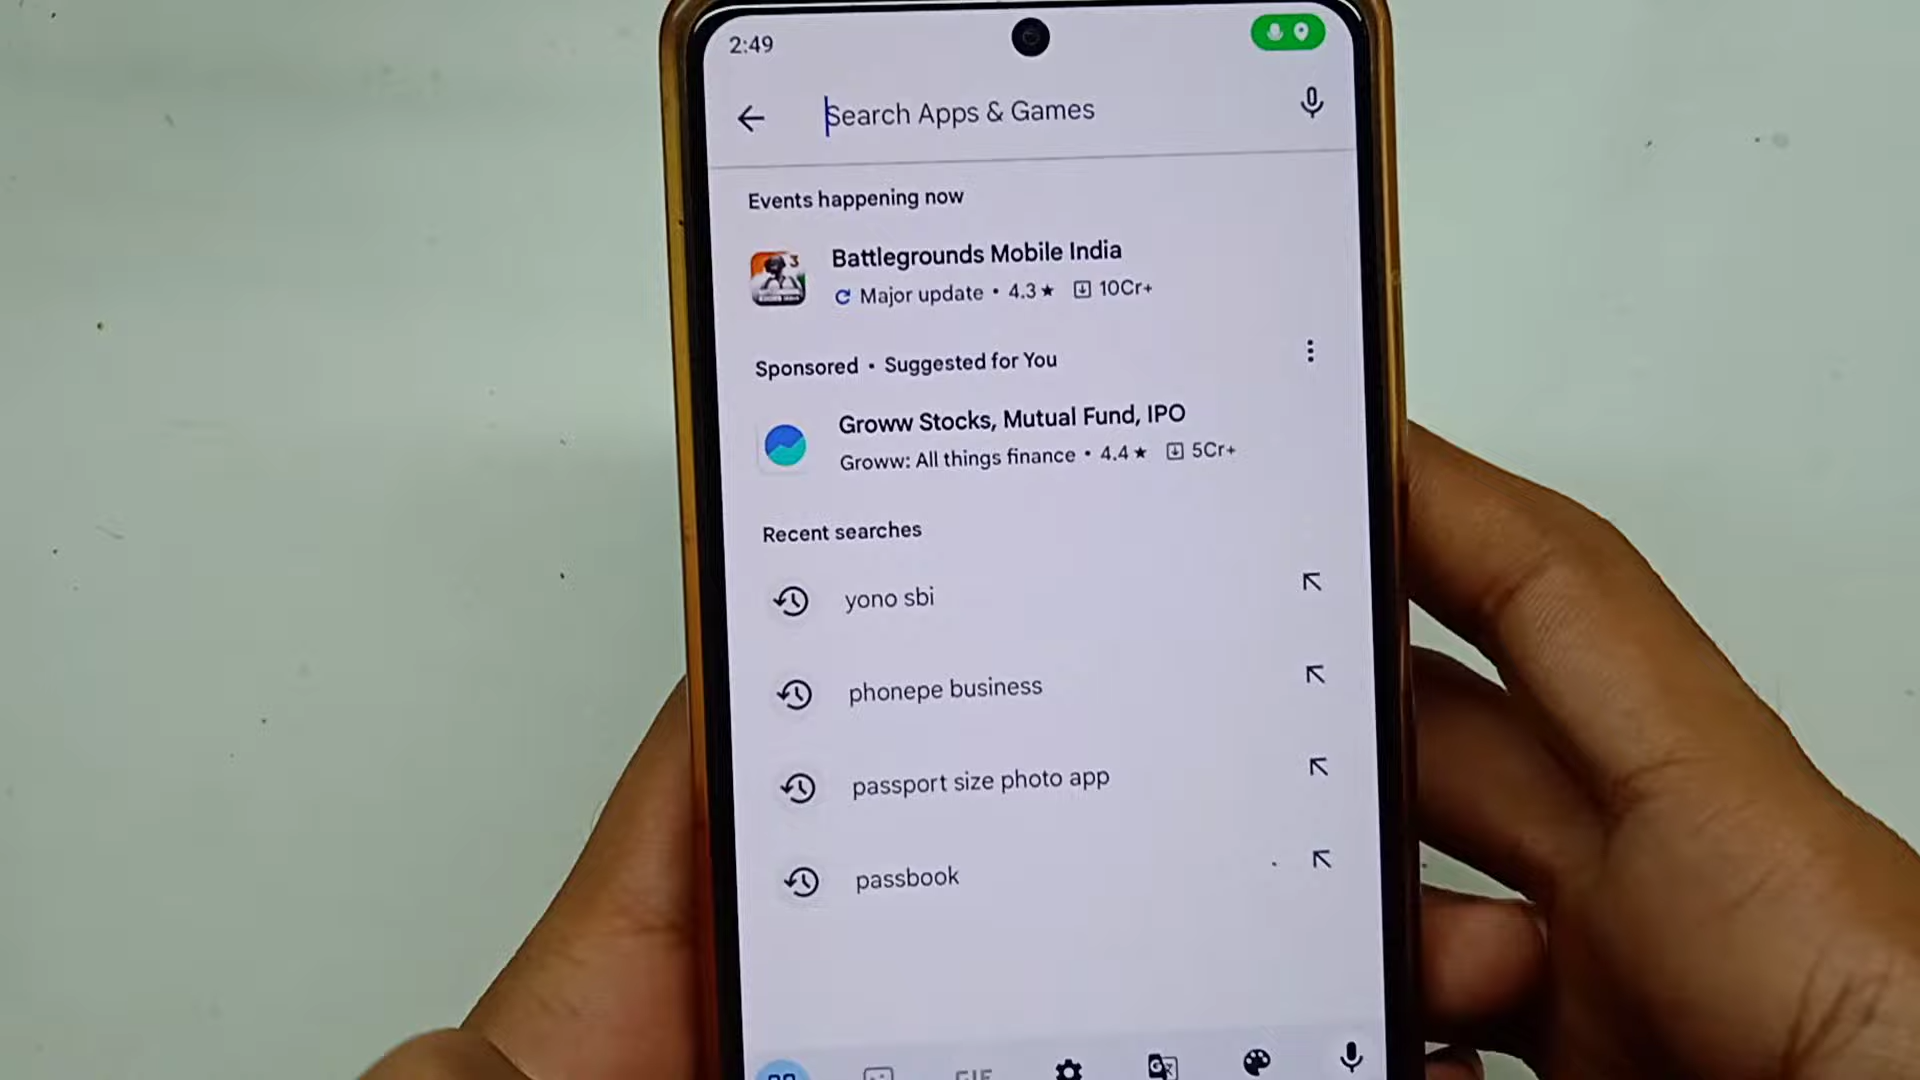 2:49
Search Apps & Games
Events happening now
Battlegrounds Mobile India
Major update • 4.3★ 10Cr+
Sponsored • Suggested for You
Groww Stocks, Mutual Fund, IPO
Groww: All things finance • 4.4★ 5Cr+
Recent searches
yono sbi
phonepe business
passport size photo app
passbook
GIF